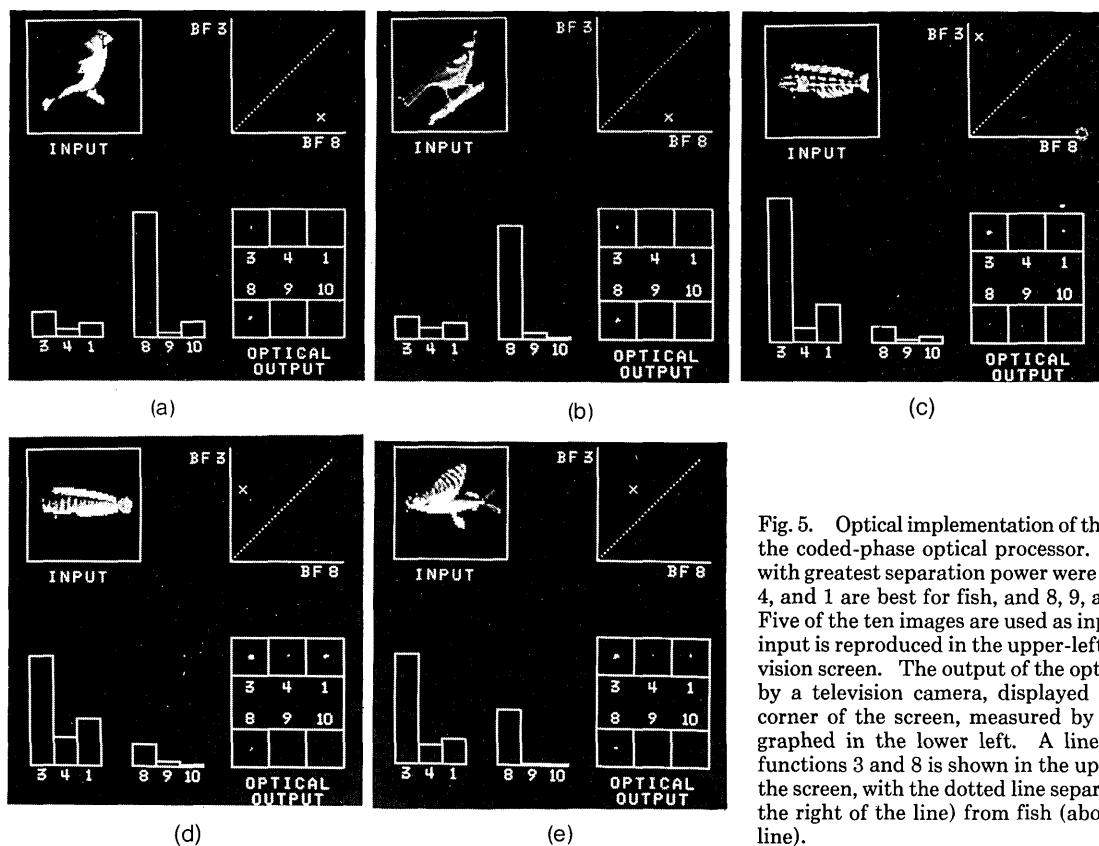 BF 3
INPUT
BF 8
3 4 1
8 9 10
3 4 1 8 9 10
OPTICAL
OUTPUT
(a)
BF 3
INPUT
BF 8
3 4 1
8 9 10
3 4 1 8 9 10
OPTICAL
OUTPUT
(b)
BF 3
INPUT
BF 8
3 4 1
8 9 10
3 4 1 8 9 10
OPTICAL
OUTPUT
(c)
BF 3
INPUT
BF 8
3 4 1
8 9 10
3 4 1 8 9 10
OPTICAL
OUTPUT
(d)
BF 3
INPUT
BF 8
3 4 1
8 9 10
3 4 1 8 9 10
OPTICAL
OUTPUT
(e)
Fig. 5. Optical implementation of th
the coded-phase optical processor.
with greatest separation power were
4, and 1 are best for fish, and 8, 9, a
Five of the ten images are used as inp
input is reproduced in the upper-left
vision screen. The output of the opt
by a television camera, displayed
corner of the screen, measured by
graphed in the lower left. A line
functions 3 and 8 is shown in the up
the screen, with the dotted line separ
the right of the line) from fish (abo
line).